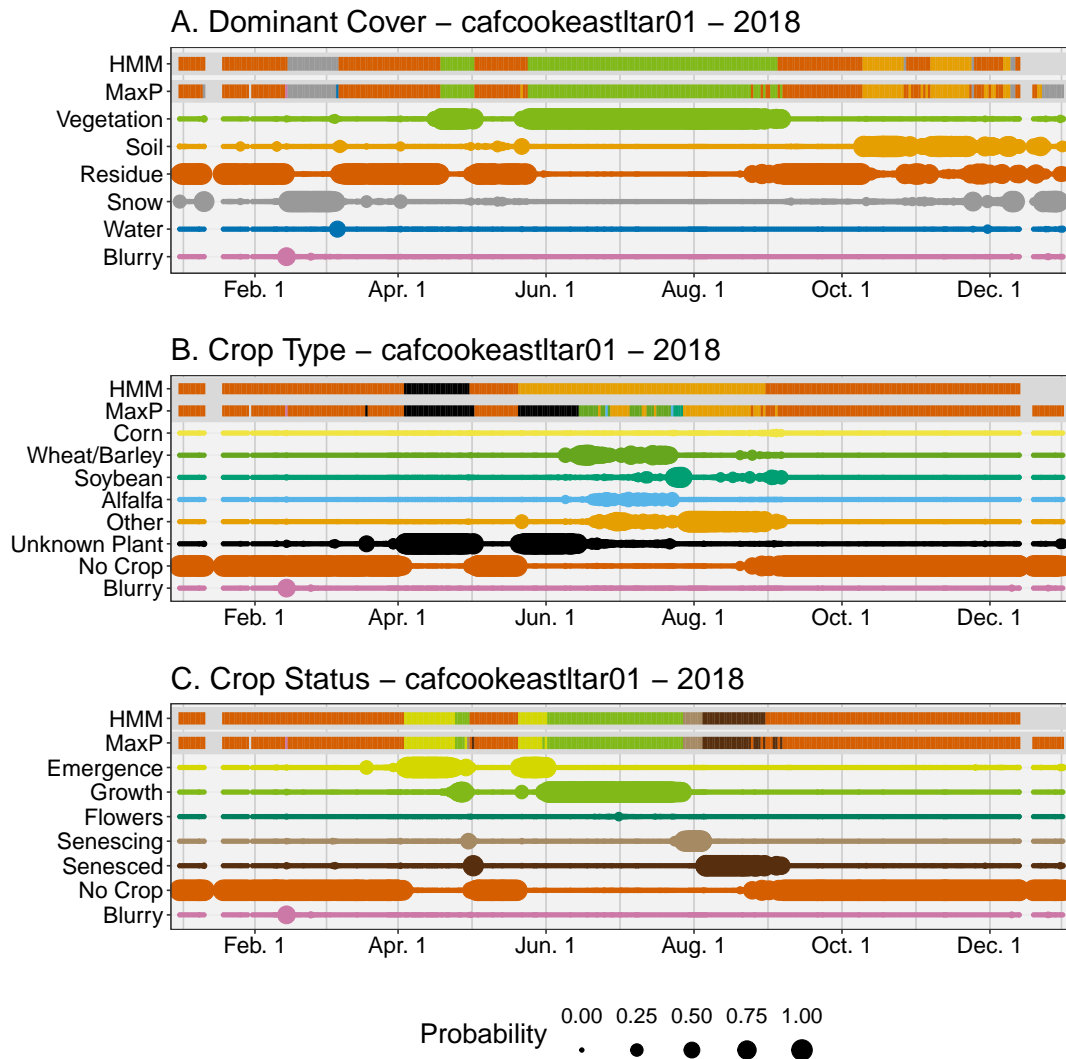 A. Dominant Cover − cafcookeastltar01 − 2018
HMM
MaxP
Vegetation
Soil
Residue
Snow
Water
Blurry
Feb. 1 Apr. 1 Jun. 1 Aug. 1 Oct. 1 Dec. 1
B. Crop Type − cafcookeastltar01 − 2018
HMM
MaxP
Corn
Wheat/Barley
Soybean
Alfalfa
Other
Unknown Plant
No Crop
Blurry
Feb. 1 Apr. 1 Jun. 1 Aug. 1 Oct. 1 Dec. 1
C. Crop Status − cafcookeastltar01 − 2018
HMM
MaxP
Emergence
Growth
Flowers
Senescing
Senesced
No Crop
Blurry
Feb. 1 Apr. 1 Jun. 1 Aug. 1 Oct. 1 Dec. 1
Probability 0.00 0.25 0.50 0.75 1.00